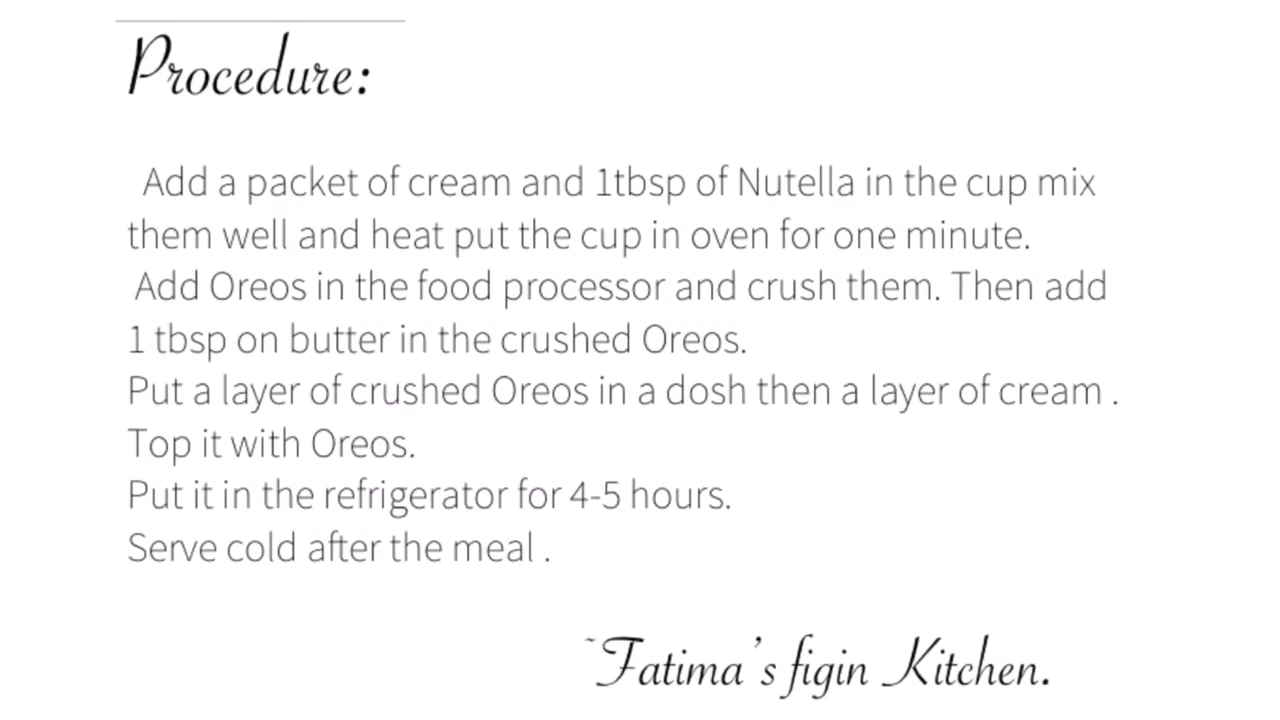 Procedure:
Add a packet of cream and 1tbsp of Nutella in the cup mix
them well and heat put the cup in oven for one minute.
Add Oreos in the food processor and crush them. Then add
1 tbsp on butter in the crushed Oreos.
Put a layer of crushed Oreos in a dosh then a layer of cream .
Top it with Oreos.
Put it in the refrigerator for 4-5 hours.
Serve cold after the meal .
~Fatima's figin Kitchen.